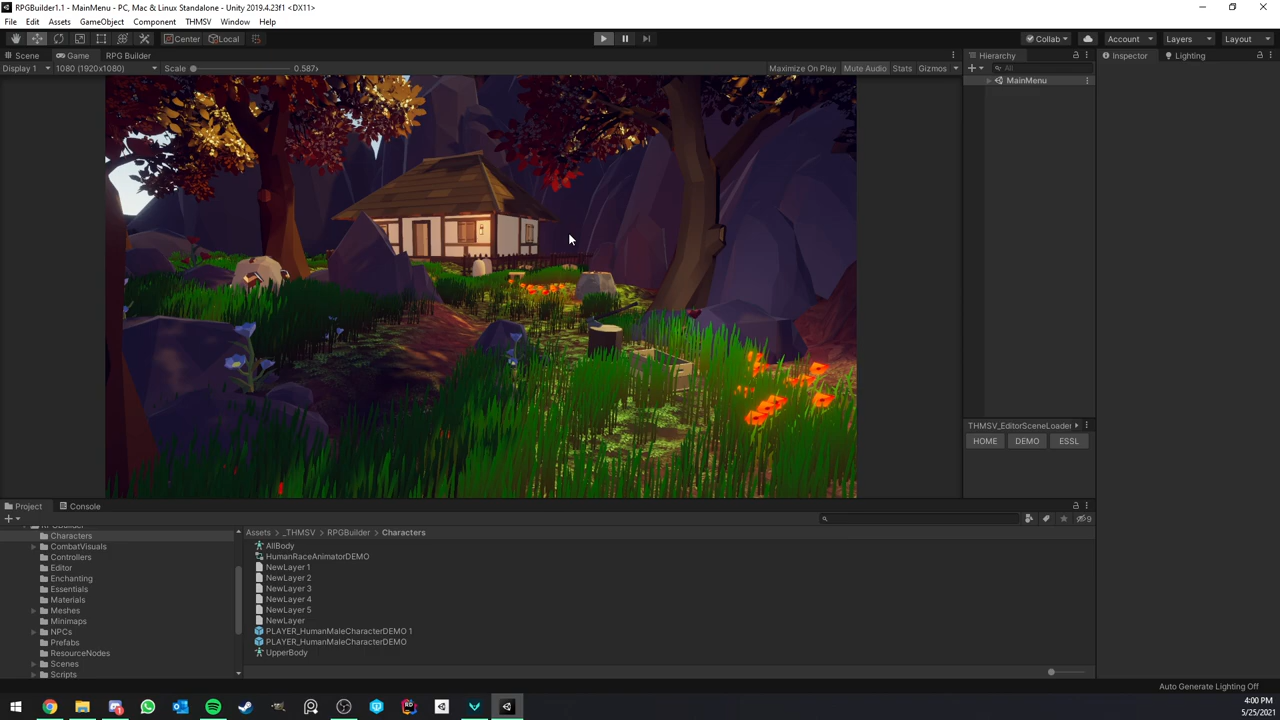 RPGBuilder1.1 - MainMenu - PC, Mac & Linux Standalone - Unity 2019.4.23f1 <DX11>
File Edit Assets GameObject Component THMSV Window Help
Center Local Collab Account Layers Layout
Scene Game RPG Builder Hierarchy Inspector Lighting
Display 1 1080 (1920x1080) Scale 0.587x Maximize On Play Mute Audio Stats Gizmos All
MainMenu
THMSV_EditorSceneLoader
HOME DEMO ESSL
Project Console
9
Assets > _THMSV > RPGBuilder > Characters
Characters
CombatVisuals
Controllers
Editor
Enchanting
Essentials
Materials
Meshes
Minimaps
NPCs
Prefabs
ResourceNodes
Scenes
Scripts
AllBody
HumanRaceAnimatorDEMO
NewLayer 1
NewLayer 2
NewLayer 3
NewLayer 4
NewLayer 5
NewLayer
PLAYER_HumanMaleCharacterDEMO 1
PLAYER_HumanMaleCharacterDEMO
UpperBody
Auto Generate Lighting Off
4:00 PM
5/25/2021